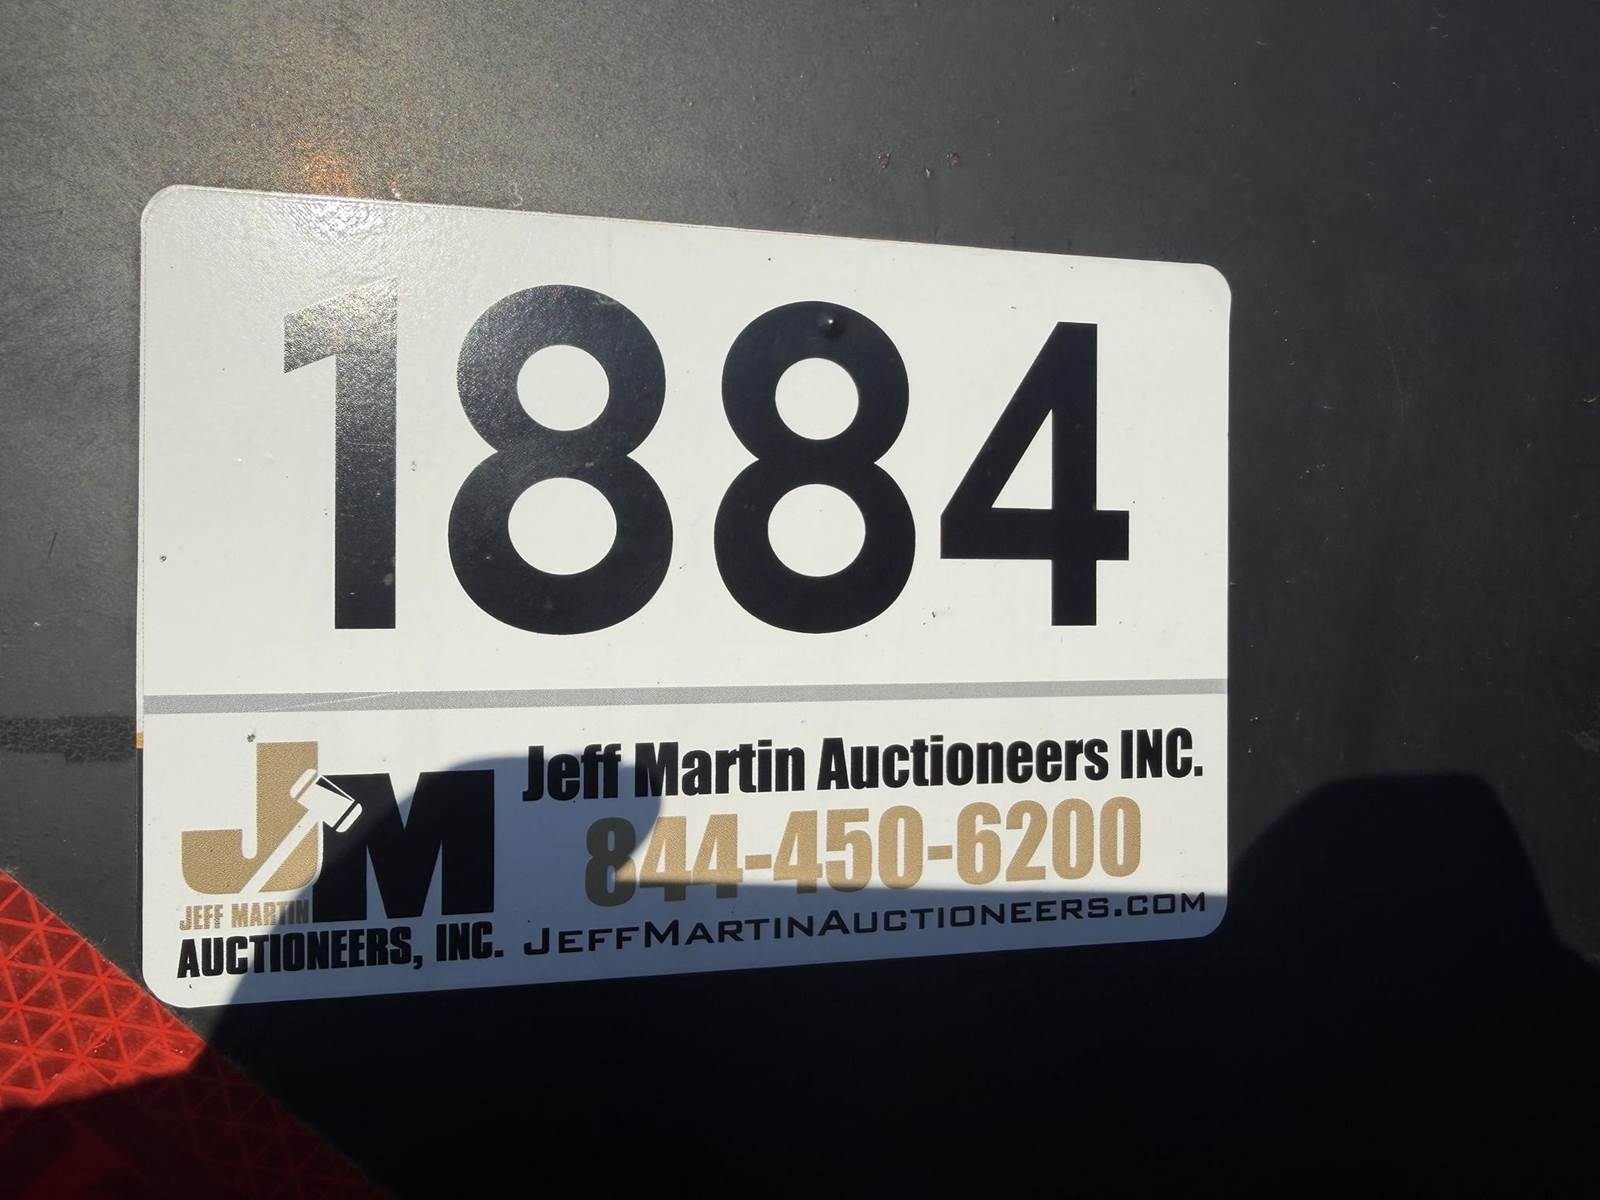 1884
Jeff Martin Auctioneers INC.
844-450-6200
JEFFMARTINAUCTIONEERS.COM
JM
JEFF MARTIN
AUCTIONEERS, INC.